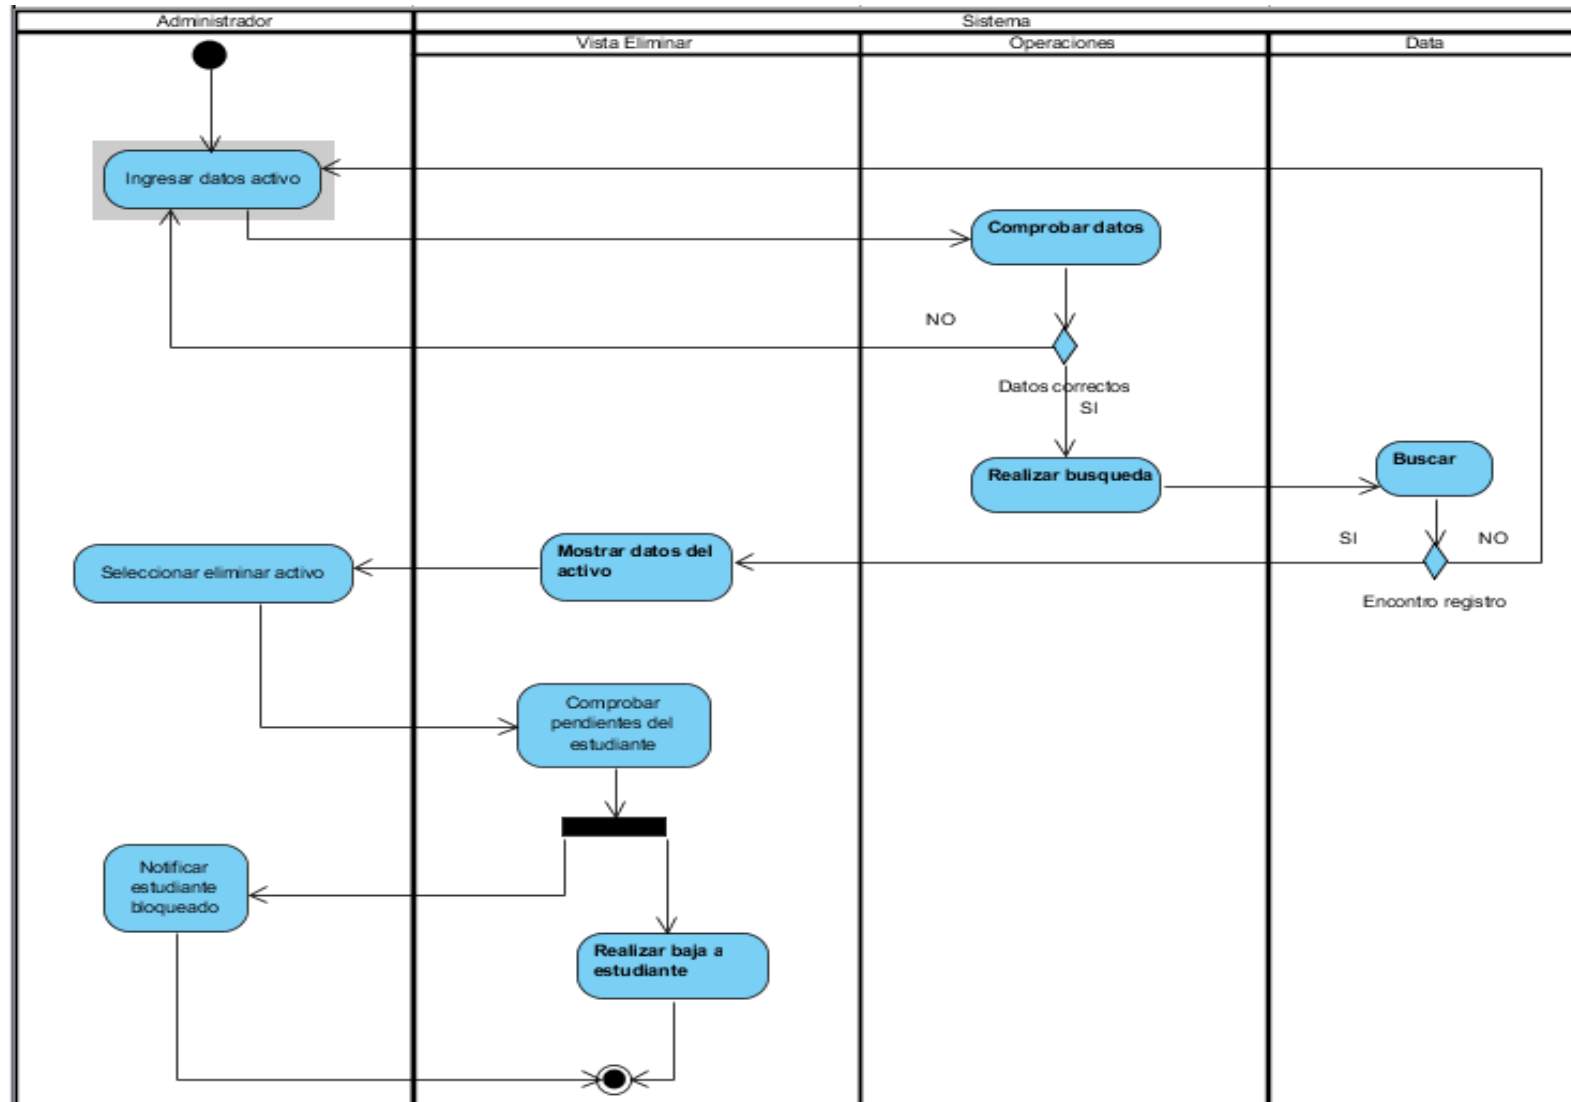 Administrador
Sistema
Vista Eliminar
Operaciones
Data
Ingresar datos activo
Comprobar datos
NO
Datos correctos
SI
Realizar busqueda
Buscar
SI
NO
Encontro registro
Mostrar datos del
activo
Seleccionar eliminar activo
Comprobar
pendientes del
estudiante
Notificar
estudiante
bloqueado
Realizar baja a
estudiante